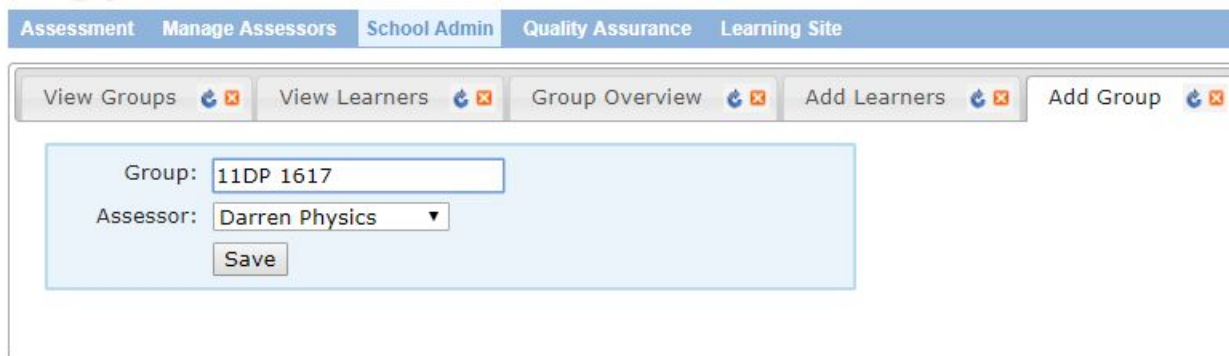 Assessment Manage Assessors School Admin Quality Assurance Learning Site
View Groups View Learners Group Overview Add Learners Add Group
Group: 11DP 1617
Assessor: Darren Physics
Save